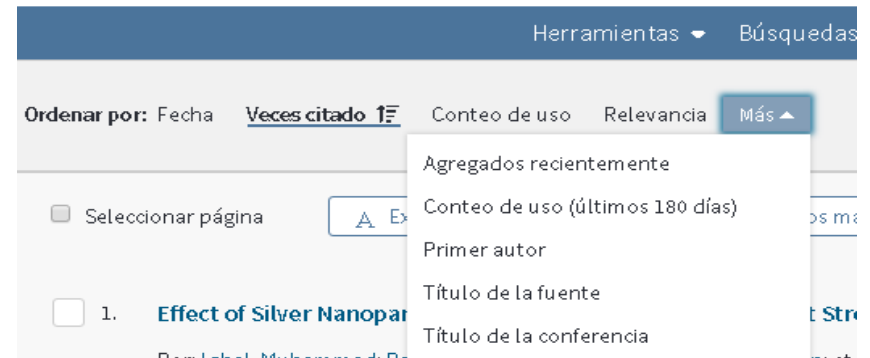 Herramientas Búsquedas
Ordenar por: Fecha Veces citado Conteo de uso Relevancia Más
Agregados recientemente
Seleccionar página Conteo de uso (últimos 180 días)
Primer autor
Título de la fuente
1. Effect of Silver
Título de la conferencia